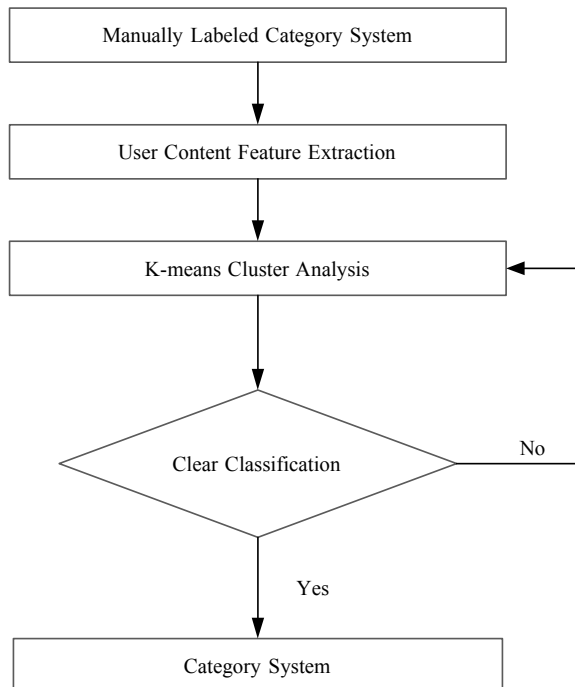 Manually Labeled Category System
User Content Feature Extraction
K-means Cluster Analysis
Clear Classification
No
Yes
Category System